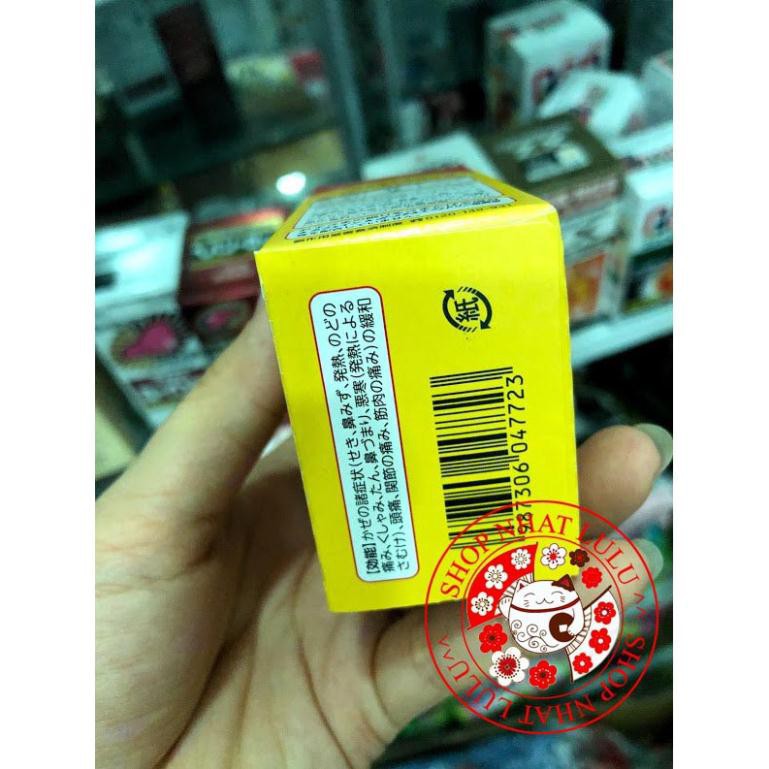 【効能】かぜの諸症状(せき、鼻みず、発熱、のどの
痛み、くしゃみ、たん、鼻づまり、悪寒(発熱による
さむけ)、頭痛、関節の痛み、筋肉の痛み)の緩和
紙
987306 047723
SHOP NHAT LULU
SHOP NHAT LULU